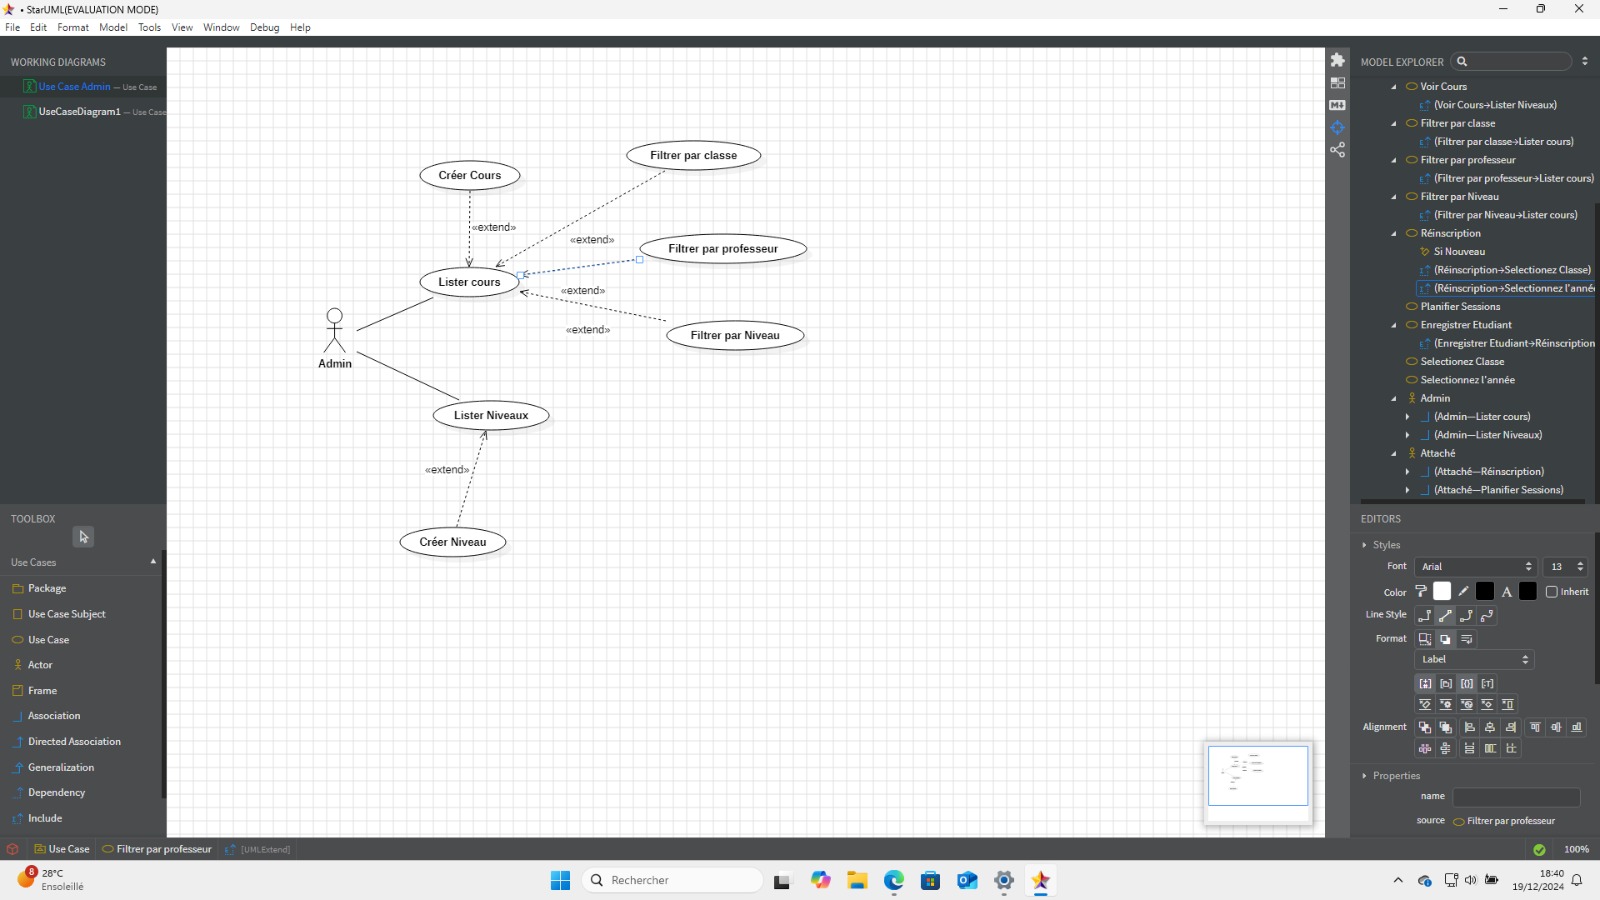 • StarUML(EVALUATION MODE)
File Edit Format Model Tools View Window Debug Help
WORKING DIAGRAMS
Use Case Admin — Use Case
UseCaseDiagram1 — Use Case
Créer Cours
Filtrer par classe
«extend»
«extend»
Filtrer par professeur
Lister cours
«extend»
«extend»
Filtrer par Niveau
Admin
Lister Niveaux
«extend»
Créer Niveau
TOOLBOX
Use Cases
Package
Use Case Subject
Use Case
Actor
Frame
Association
Directed Association
Generalization
Dependency
Include
MODEL EXPLORER
Voir Cours
(Voir Cours→Lister Niveaux)
Filtrer par classe
(Filtrer par classe→Lister cours)
Filtrer par professeur
(Filtrer par professeur→Lister cours)
Filtrer par Niveau
(Filtrer par Niveau→Lister cours)
Réinscription
Si Nouveau
(Réinscription→Selectionez Classe)
(Réinscription→Selectionnez l'anné
Planifier Sessions
Enregistrer Etudiant
(Enregistrer Etudiant→Réinscription
Selectionez Classe
Selectionnez l'année
Admin
(Admin—Lister cours)
(Admin—Lister Niveaux)
Attaché
(Attaché—Réinscription)
(Attaché—Planifier Sessions)
EDITORS
Styles
Font Arial 13
Color A Inherit
Line Style
Format
Label
Alignment
Properties
name
source Filtrer par professeur
Use Case Filtrer par professeur [UMLExtend] 100%
8
28°C
Ensoleillé
Rechercher
18:40
19/12/2024